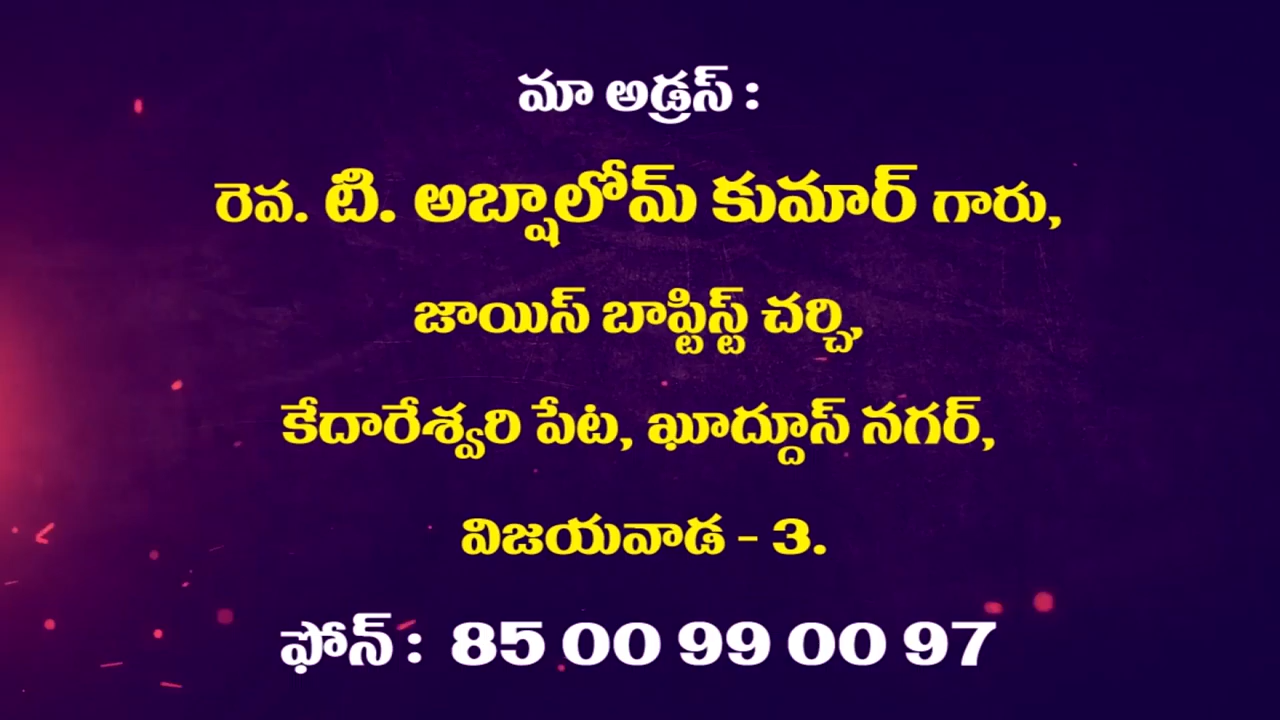 మా అడ్రస్ :
రెవ. టి. అబ్షాలోమ్ కుమార్ గారు,
జాయిస్ బాప్టిస్ట్ చర్చి,
కేదారేశ్వరి పేట, ఖూద్దూస్ నగర్,
విజయవాడ - 3.
ఫోన్ : 85 00 99 00 97